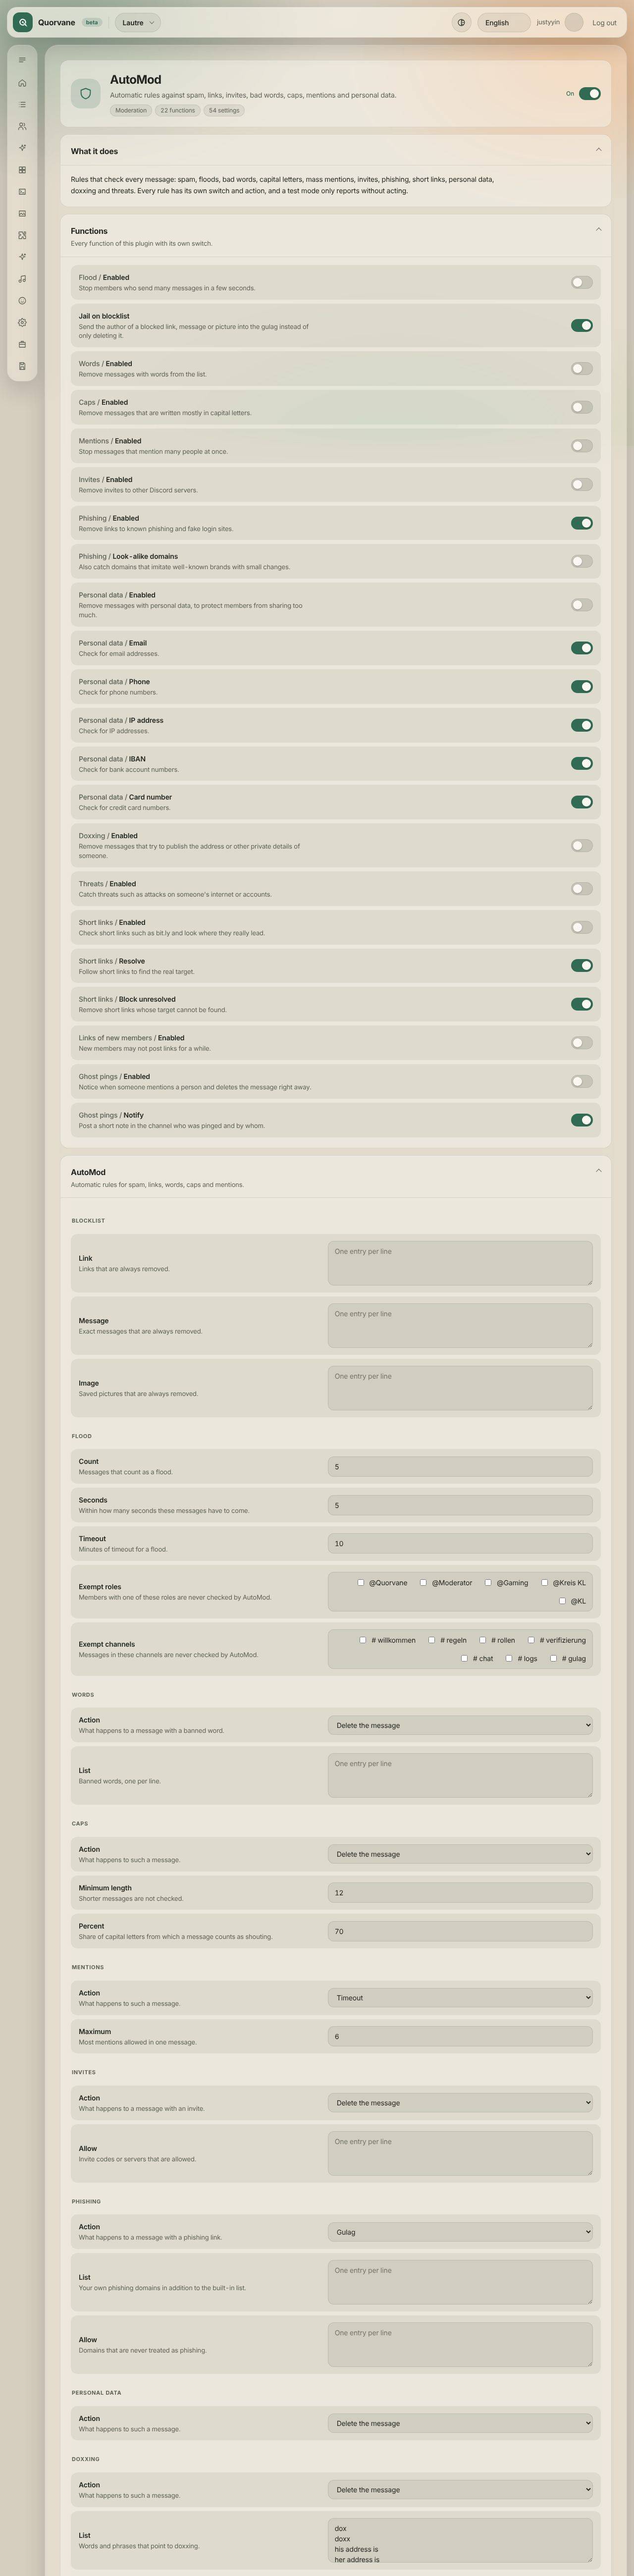 Quorvane beta Lautre English justyyin Log out
AutoMod
Automatic rules against spam, links, invites, bad words, caps, mentions and personal data.
On
Moderation 22 functions 54 settings
What it does
Rules that check every message: spam, floods, bad words, capital letters, mass mentions, invites, phishing, short links, personal data,
doxxing and threats. Every rule has its own switch and action, and a test mode only reports without acting.
Functions
Every function of this plugin with its own switch.
Flood / Enabled
Stop members who send many messages in a few seconds.
Jail on blocklist
Send the author of a blocked link, message or picture into the gulag instead of
only deleting it.
Words / Enabled
Remove messages with words from the list.
Caps / Enabled
Remove messages that are written mostly in capital letters.
Mentions / Enabled
Stop messages that mention many people at once.
Invites / Enabled
Remove invites to other Discord servers.
Phishing / Enabled
Remove links to known phishing and fake login sites.
Phishing / Look-alike domains
Also catch domains that imitate well-known brands with small changes.
Personal data / Enabled
Remove messages with personal data, to protect members from sharing too
much.
Personal data / Email
Check for email addresses.
Personal data / Phone
Check for phone numbers.
Personal data / IP address
Check for IP addresses.
Personal data / IBAN
Check for bank account numbers.
Personal data / Card number
Check for credit card numbers.
Doxxing / Enabled
Remove messages that try to publish the address or other private details of
someone.
Threats / Enabled
Catch threats such as attacks on someone's internet or accounts.
Short links / Enabled
Check short links such as bit.ly and look where they really lead.
Short links / Resolve
Follow short links to find the real target.
Short links / Block unresolved
Remove short links whose target cannot be found.
Links of new members / Enabled
New members may not post links for a while.
Ghost pings / Enabled
Notice when someone mentions a person and deletes the message right away.
Ghost pings / Notify
Post a short note in the channel who was pinged and by whom.
AutoMod
Automatic rules for spam, links, words, caps and mentions.
BLOCKLIST
Link
Links that are always removed.
One entry per line
Message
Exact messages that are always removed.
One entry per line
Image
Saved pictures that are always removed.
One entry per line
FLOOD
Count
Messages that count as a flood.
5
Seconds
Within how many seconds these messages have to come.
5
Timeout
Minutes of timeout for a flood.
10
Exempt roles
Members with one of these roles are never checked by AutoMod.
@Quorvane @Moderator @Gaming @Kreis KL
@KL
Exempt channels
Messages in these channels are never checked by AutoMod.
# willkommen # regeln # rollen # verifizierung
# chat # logs # gulag
WORDS
Action
What happens to a message with a banned word.
Delete the message
List
Banned words, one per line.
One entry per line
CAPS
Action
What happens to such a message.
Delete the message
Minimum length
Shorter messages are not checked.
12
Percent
Share of capital letters from which a message counts as shouting.
70
MENTIONS
Action
What happens to such a message.
Timeout
Maximum
Most mentions allowed in one message.
6
INVITES
Action
What happens to a message with an invite.
Delete the message
Allow
Invite codes or servers that are allowed.
One entry per line
PHISHING
Action
What happens to a message with a phishing link.
Gulag
List
Your own phishing domains in addition to the built-in list.
One entry per line
Allow
Domains that are never treated as phishing.
One entry per line
PERSONAL DATA
Action
What happens to such a message.
Delete the message
DOXXING
Action
What happens to such a message.
Delete the message
List
Words and phrases that point to doxxing.
dox
doxx
his address is
her address is